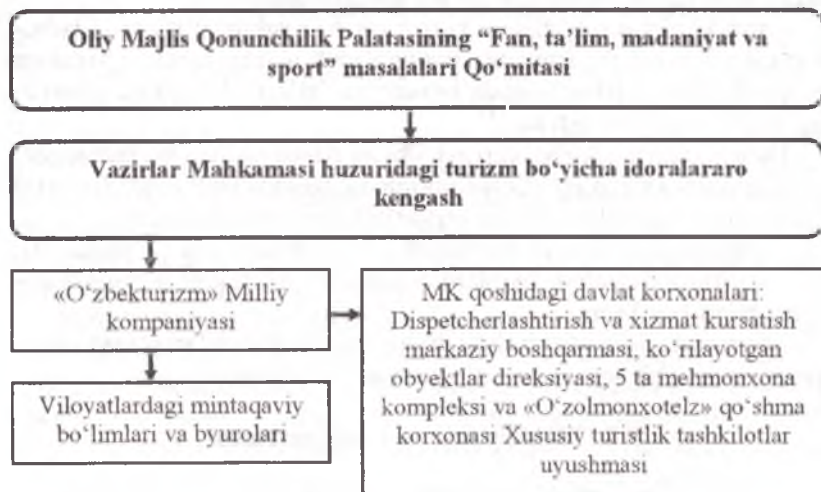 Oliy Majlis Qonunchilik Palatasining “Fan, ta’lim, madaniyat va
sport” masalalari Qo‘mitasi
Vazirlar Mahkamasi huzuridagi turizm bo‘yicha idoralararo
kengash
«O‘zbekturizm» Milliy
kompaniyasi
Viloyatlardagi mintaqaviy
bo‘limlari va byurolari
MK qoshidagi davlat korxonalari:
Dispetcherlashtirish va xizmat kursatish
markaziy boshqarmasi, ko‘rilayotgan
obyektlar direksiyasi, 5 ta mehmonxona
kompleksi va «O‘zolmonxotelz» qo‘shma
korxonasi Xususiy turistlik tashkilotlar
uyushmasi